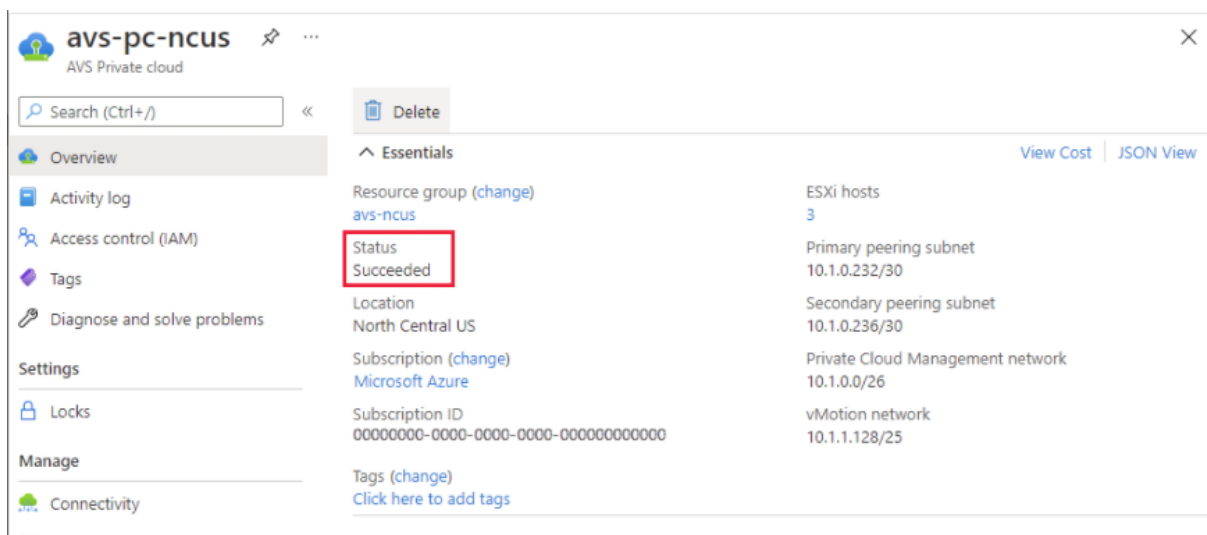 avs-pc-ncus
AVS Private cloud
Search (Ctrl+/)
Overview
Activity log
Access control (IAM)
Tags
Diagnose and solve problems
Settings
Locks
Manage
Connectivity
Delete
Essentials
View Cost
JSON View
Resource group (change)
avs-ncus
Status
Succeeded
Location
North Central US
Subscription (change)
Microsoft Azure
Subscription ID
00000000-0000-0000-0000-000000000000
Tags (change)
Click here to add tags
ESXi hosts
3
Primary peering subnet
10.1.0.232/30
Secondary peering subnet
10.1.0.236/30
Private Cloud Management network
10.1.0.0/26
vMotion network
10.1.1.128/25